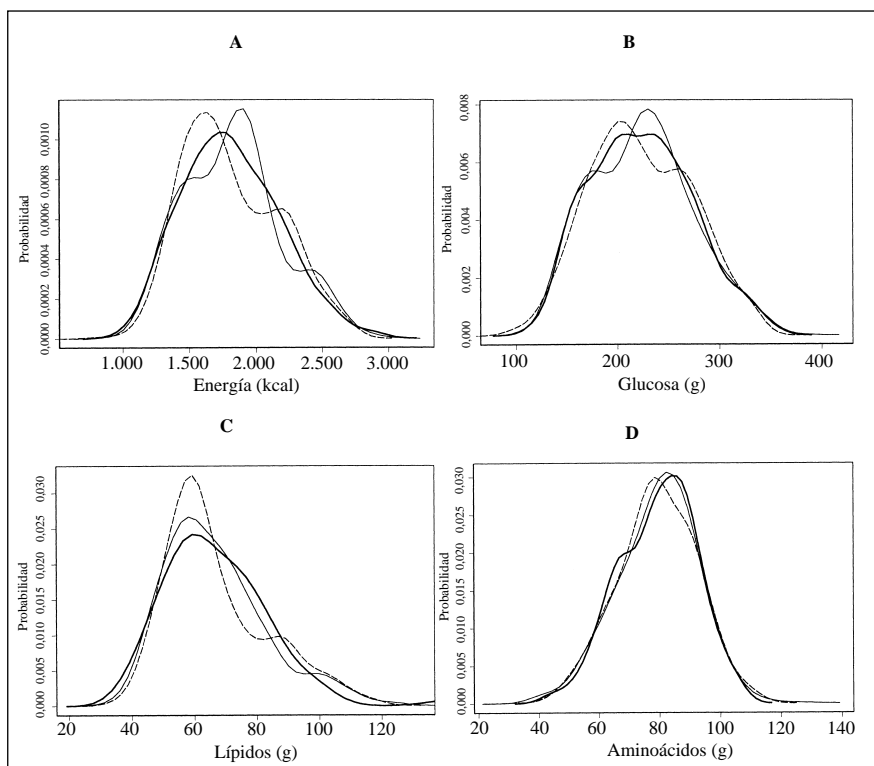 A
Probabilidad
0,0000 0,0002 0,0004 0,0006 0,0008 0,0010
1.000 1.500 2.000 2.500 3.000
Energía (kcal)
B
Probabilidad
0,000 0,002 0,004 0,006 0,008
100 200 300 400
Glucosa (g)
C
Probabilidad
0,000 0,005 0,010 0,015 0,020 0,025 0,030
20 40 60 80 100 120
Lípidos (g)
D
Probabilidad
0,000 0,005 0,010 0,015 0,020 0,025 0,030
20 40 60 80 100 120 140
Aminoácidos (g)